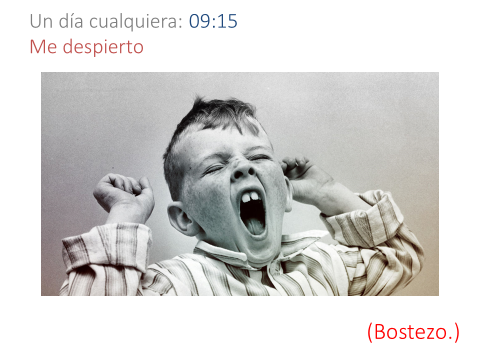 Un día cualquiera: 09:15
Me despierto
(Bostezo.)